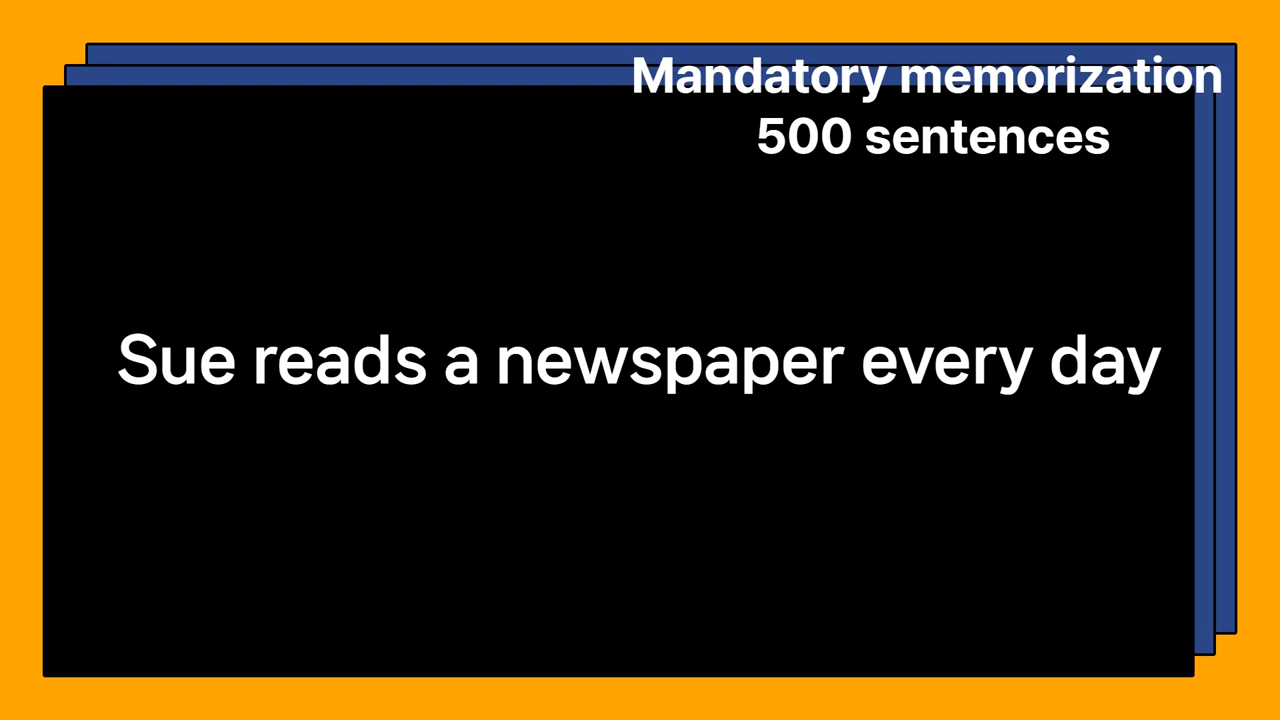 Mandatory memorization
500 sentences
Sue reads a newspaper every day